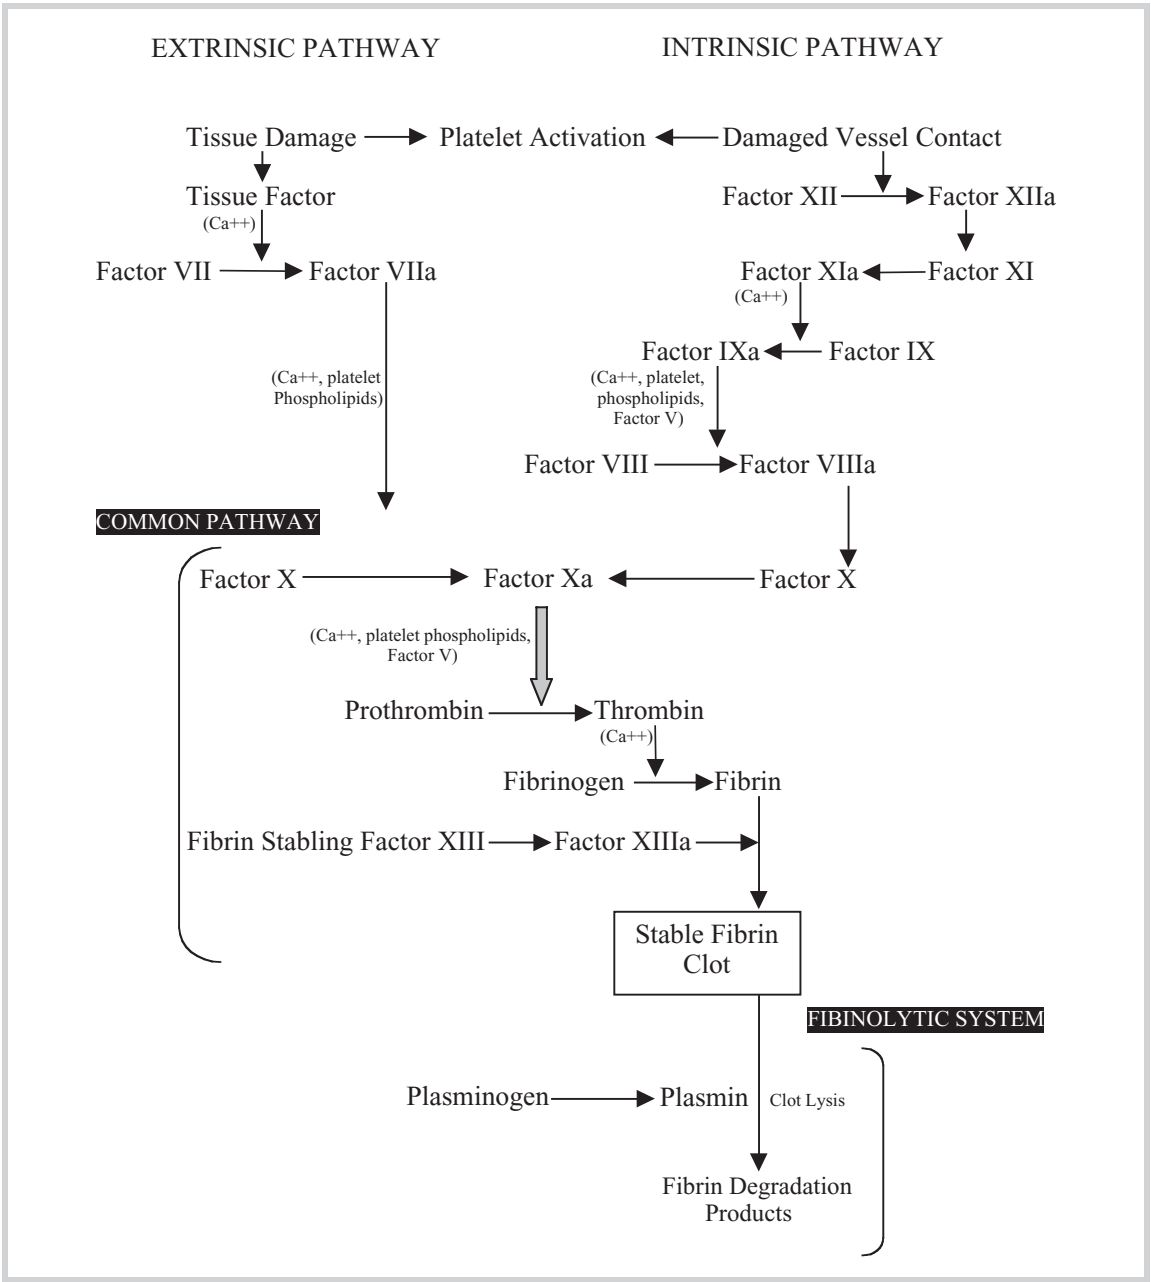 EXTRINSIC PATHWAY
INTRINSIC PATHWAY
Tissue Damage
Platelet Activation
Damaged Vessel Contact
Tissue Factor
(Ca++)
Factor XII
Factor XIIa
Factor VII
Factor VIIa
Factor XIa
(Ca++)
Factor XI
Factor IXa
Factor IX
(Ca++, platelet
Phospholipids)
(Ca++, platelet,
phospholipids,
Factor V)
Factor VIII
Factor VIIIa
COMMON PATHWAY
Factor X
Factor Xa
Factor X
(Ca++, platelet phospholipids,
Factor V)
Prothrombin
Thrombin
(Ca++)
Fibrinogen
Fibrin
Fibrin Stabling Factor XIII
Factor XIIIa
Stable Fibrin
Clot
FIBINOLYTIC SYSTEM
Plasminogen
Plasmin
Clot Lysis
Fibrin Degradation
Products